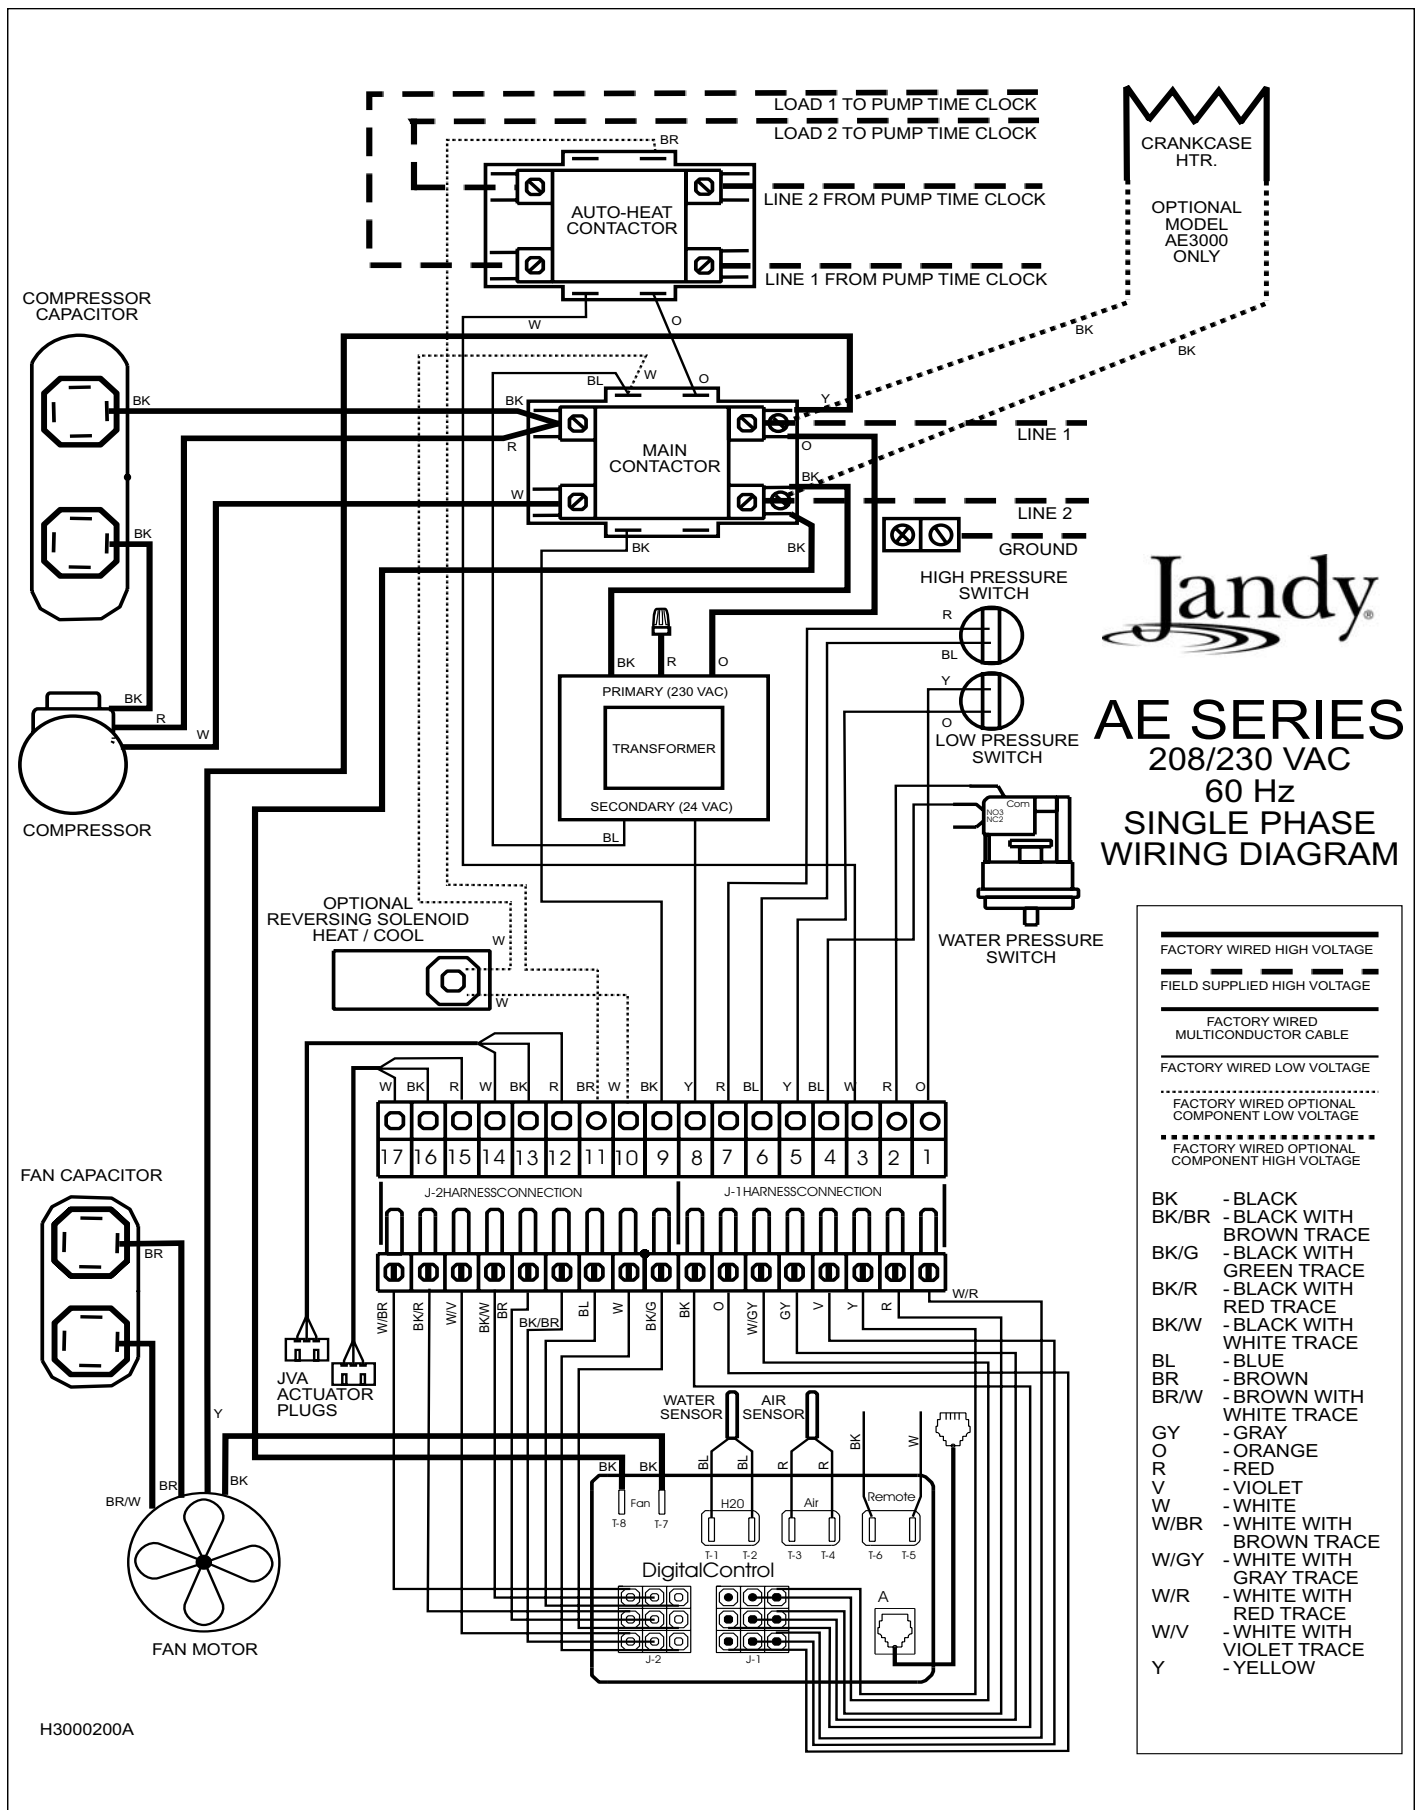 LOAD 1 TO PUMP TIME CLOCK
LOAD 2 TO PUMP TIME CLOCK
BR
AUTO-HEAT
CONTACTOR
LINE 2 FROM PUMP TIME CLOCK
LINE 1 FROM PUMP TIME CLOCK
W
O
CRANKCASE
HTR.
OPTIONAL
MODEL
AE3000
ONLY
BK
BK
COMPRESSOR
CAPACITOR
BK
BK
BL
W
O
BK
R
W
MAIN
CONTACTOR
Y
O
BK
BK
BK
LINE 1
LINE 2
GROUND
HIGH PRESSURE
SWITCH
R
BL
Y
O
LOW PRESSURE
SWITCH
BK
R
W
COMPRESSOR
BK
R
O
PRIMARY (230 VAC)
TRANSFORMER
SECONDARY (24 VAC)
BL
Com
NO3
NC2
WATER PRESSURE
SWITCH
Jandy®
AE SERIES
208/230 VAC
60 Hz
SINGLE PHASE
WIRING DIAGRAM
OPTIONAL
REVERSING SOLENOID
HEAT / COOL
W
W
W BK R W BK R BR W BK Y R BL Y BL W R O
17 16 15 14 13 12 11 10 9 8 7 6 5 4 3 2 1
J-2HARNESSCONNECTION
J-1HARNESSCONNECTION
W/BR BK/R W/V BK/W BR BK/BR BL W BK/G BK O W/GY GY V Y R W/R
FAN CAPACITOR
BR
JVA
ACTUATOR
PLUGS
Y
BR/W
BR
BK
FAN MOTOR
WATER
SENSOR
AIR
SENSOR
BL
BL
R
R
BK
W
BK
BK
Fan
T-8
T-7
H20
T-1
T-2
Air
T-3
T-4
Remote
T-6
T-5
DigitalControl
J-2
J-1
A
FACTORY WIRED HIGH VOLTAGE
FIELD SUPPLIED HIGH VOLTAGE
FACTORY WIRED
MULTICONDUCTOR CABLE
FACTORY WIRED LOW VOLTAGE
FACTORY WIRED OPTIONAL
COMPONENT LOW VOLTAGE
FACTORY WIRED OPTIONAL
COMPONENT HIGH VOLTAGE
BK - BLACK
BK/BR - BLACK WITH
BROWN TRACE
BK/G - BLACK WITH
GREEN TRACE
BK/R - BLACK WITH
RED TRACE
BK/W - BLACK WITH
WHITE TRACE
BL - BLUE
BR - BROWN
BR/W - BROWN WITH
WHITE TRACE
GY - GRAY
O - ORANGE
R - RED
V - VIOLET
W - WHITE
W/BR - WHITE WITH
BROWN TRACE
W/GY - WHITE WITH
GRAY TRACE
W/R - WHITE WITH
RED TRACE
W/V - WHITE WITH
VIOLET TRACE
Y - YELLOW
H3000200A